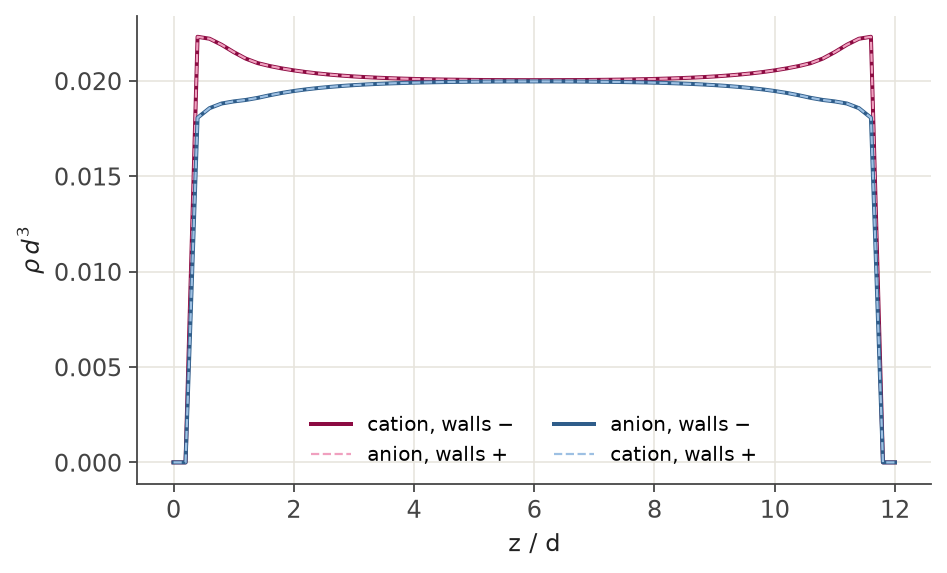 0.020
0.015
0.010
0.005
0.000
ρ d³
cation, walls −
anion, walls −
anion, walls +
cation, walls +
0 2 4 6 8 10 12
z / d